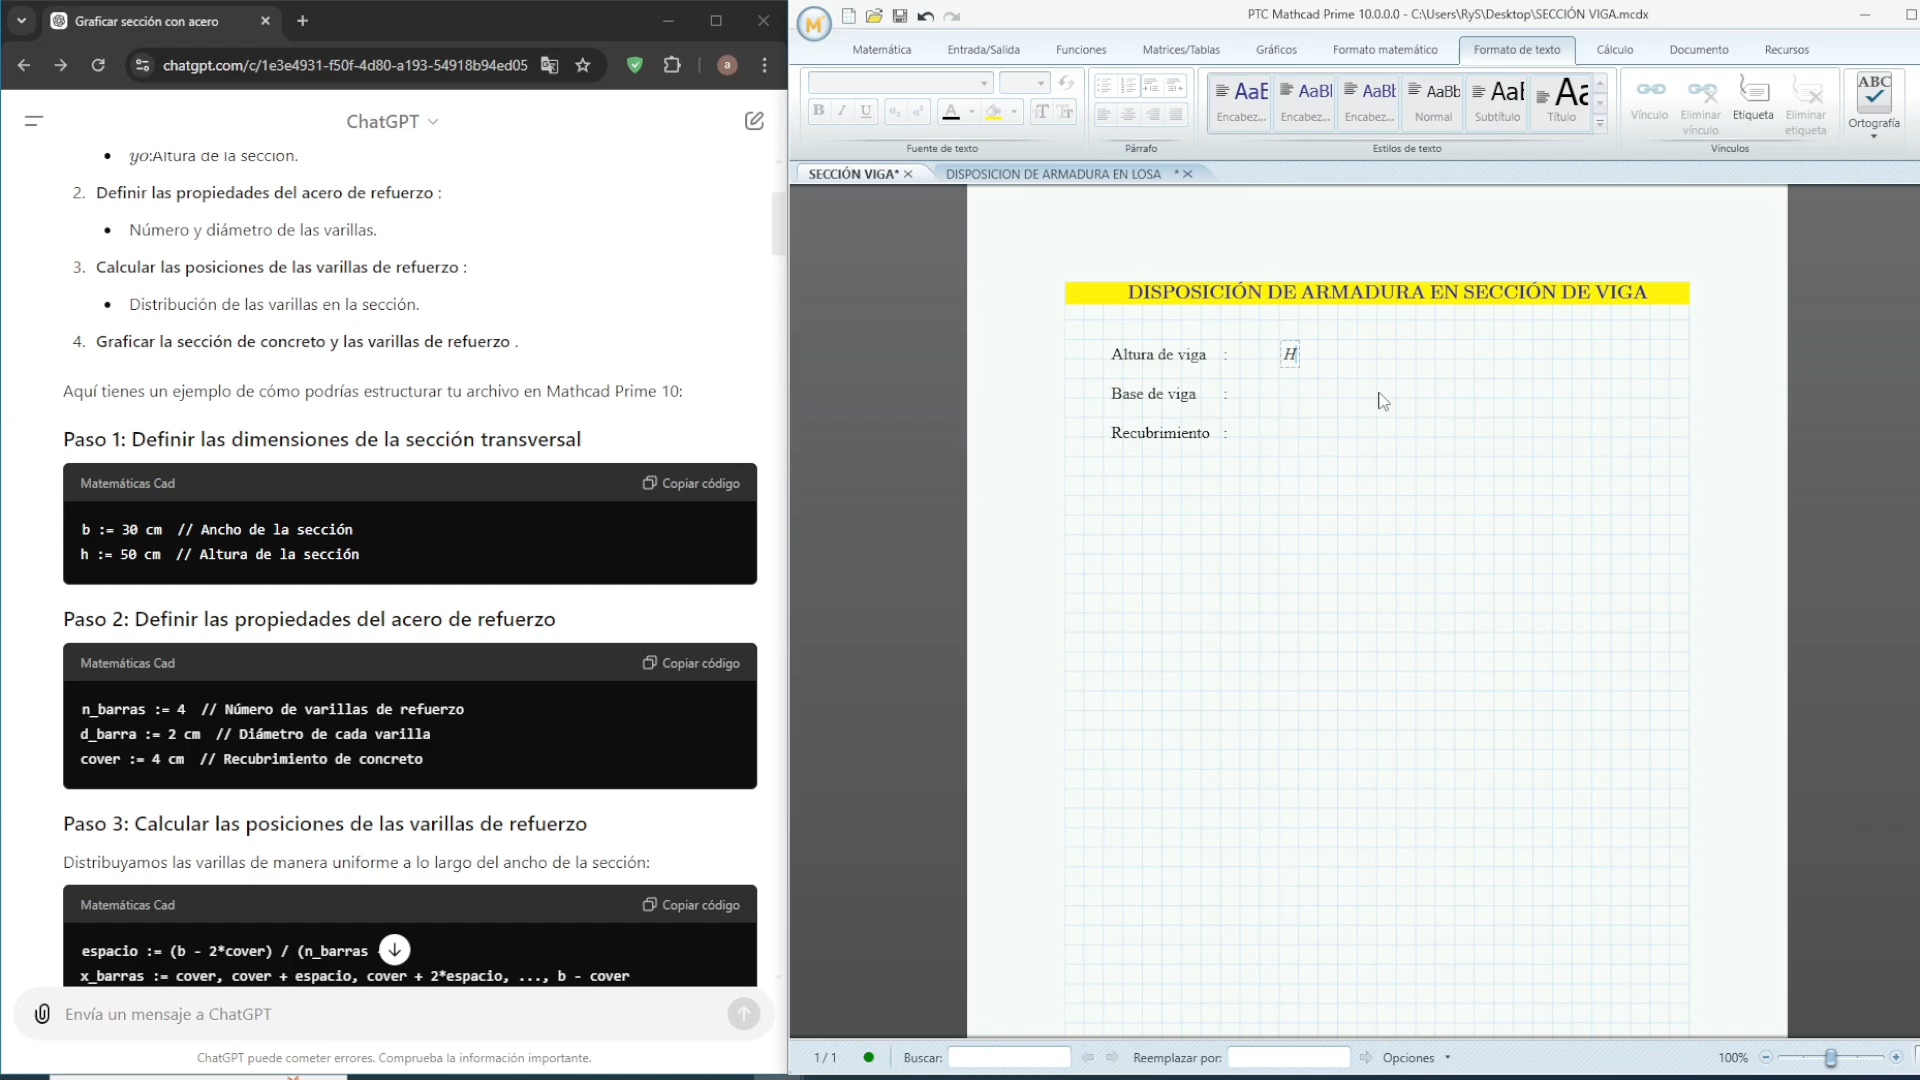 Graficar sección con acero
chatgpt.com/c/1e3e4931-f50f-4d80-a193-54918b94ed05
a
ChatGPT
yo:Altura de la sección.
2. Definir las propiedades del acero de refuerzo :
• Número y diámetro de las varillas.
3. Calcular las posiciones de las varillas de refuerzo :
• Distribución de las varillas en la sección.
4. Graficar la sección de concreto y las varillas de refuerzo .
Aquí tienes un ejemplo de cómo podrías estructurar tu archivo en Mathcad Prime 10:
Paso 1: Definir las dimensiones de la sección transversal
Matemáticas Cad
Copiar código
b := 30 cm // Ancho de la sección
h := 50 cm // Altura de la sección
Paso 2: Definir las propiedades del acero de refuerzo
Matemáticas Cad
Copiar código
n_barras := 4 // Número de varillas de refuerzo
d_barra := 2 cm // Diámetro de cada varilla
cover := 4 cm // Recubrimiento de concreto
Paso 3: Calcular las posiciones de las varillas de refuerzo
Distribuyamos las varillas de manera uniforme a lo largo del ancho de la sección:
Matemáticas Cad
Copiar código
espacio := (b - 2*cover) / (n_barras
x_barras := cover, cover + espacio, cover + 2*espacio, ..., b - cover
Envía un mensaje a ChatGPT
ChatGPT puede cometer errores. Comprueba la información importante.
PTC Mathcad Prime 10.0.0.0 - C:\Users\RyS\Desktop\SECCIÓN VIGA.mcdx
Matemática Entrada/Salida Funciones Matrices/Tablas Gráficos Formato matemático Formato de texto Cálculo Documento Recursos
AaB AaBl AaBb AaBb AaB Aa
Encabez... Encabez... Encabez... Normal Subtítulo Título
Vínculo Eliminar vínculo Etiqueta Eliminar etiqueta
ABC Ortografía
Fuente de texto Párrafo Estilos de texto Vínculos
SECCIÓN VIGA* DISPOSICION DE ARMADURA EN LOSA *
DISPOSICIÓN DE ARMADURA EN SECCIÓN DE VIGA
Altura de viga : H
Base de viga :
Recubrimiento :
1 / 1 Buscar: Reemplazar por: Opciones 100%